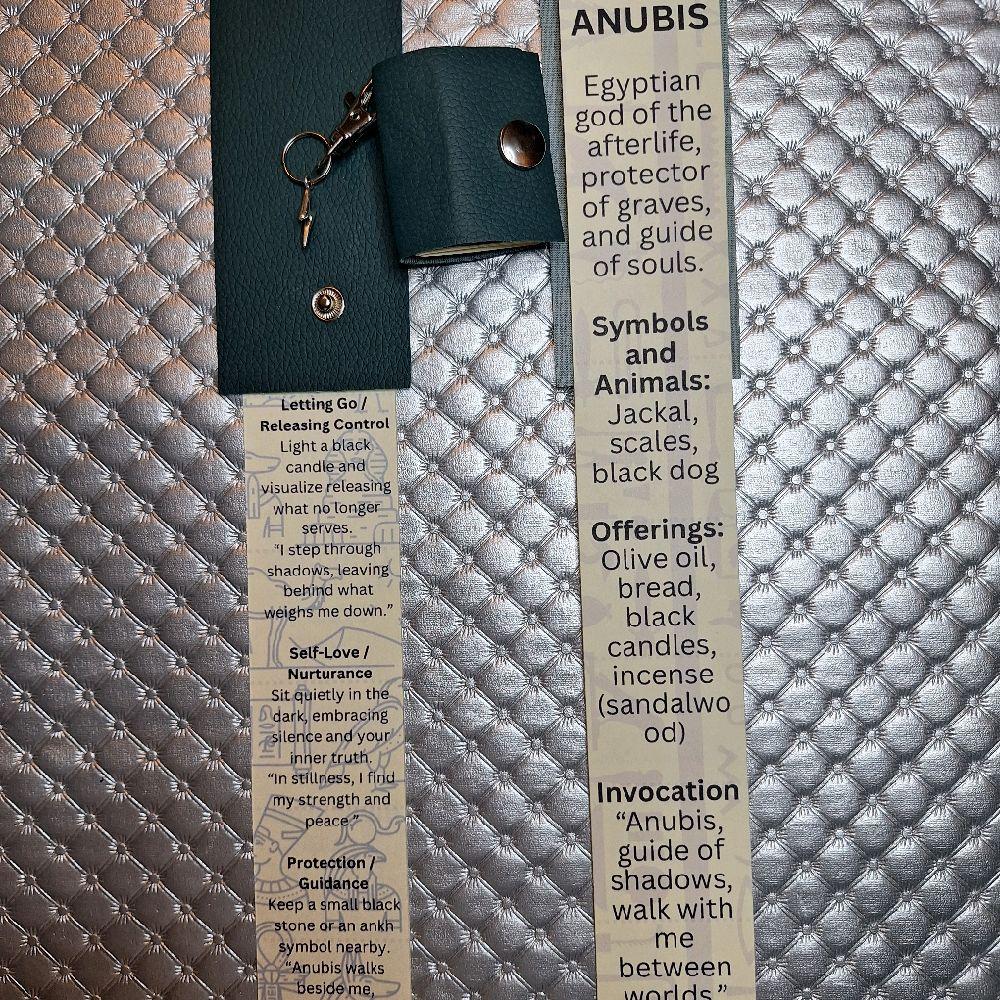 ANUBIS
Egyptian
god of the
afterlife,
protector
of graves,
and guide
of souls.
Symbols
and
Animals:
Jackal,
scales,
black dog
Offerings:
Olive oil,
bread,
black
candles,
incense
(sandalwo
od)
Invocation
“Anubis,
guide of
shadows,
walk with
me
between
worlds.”
Letting Go /
Releasing Control
Light a black
candle and
visualize releasing
what no longer
serves.
“I step through
shadows, leaving
behind what
weighs me down.”
Self-Love /
Nurturance
Sit quietly in the
dark, embracing
silence and your
inner truth.
“In stillness, I find
my strength and
peace.”
Protection /
Guidance
Keep a small black
stone or an ankh
symbol nearby.
“Anubis walks
beside me,